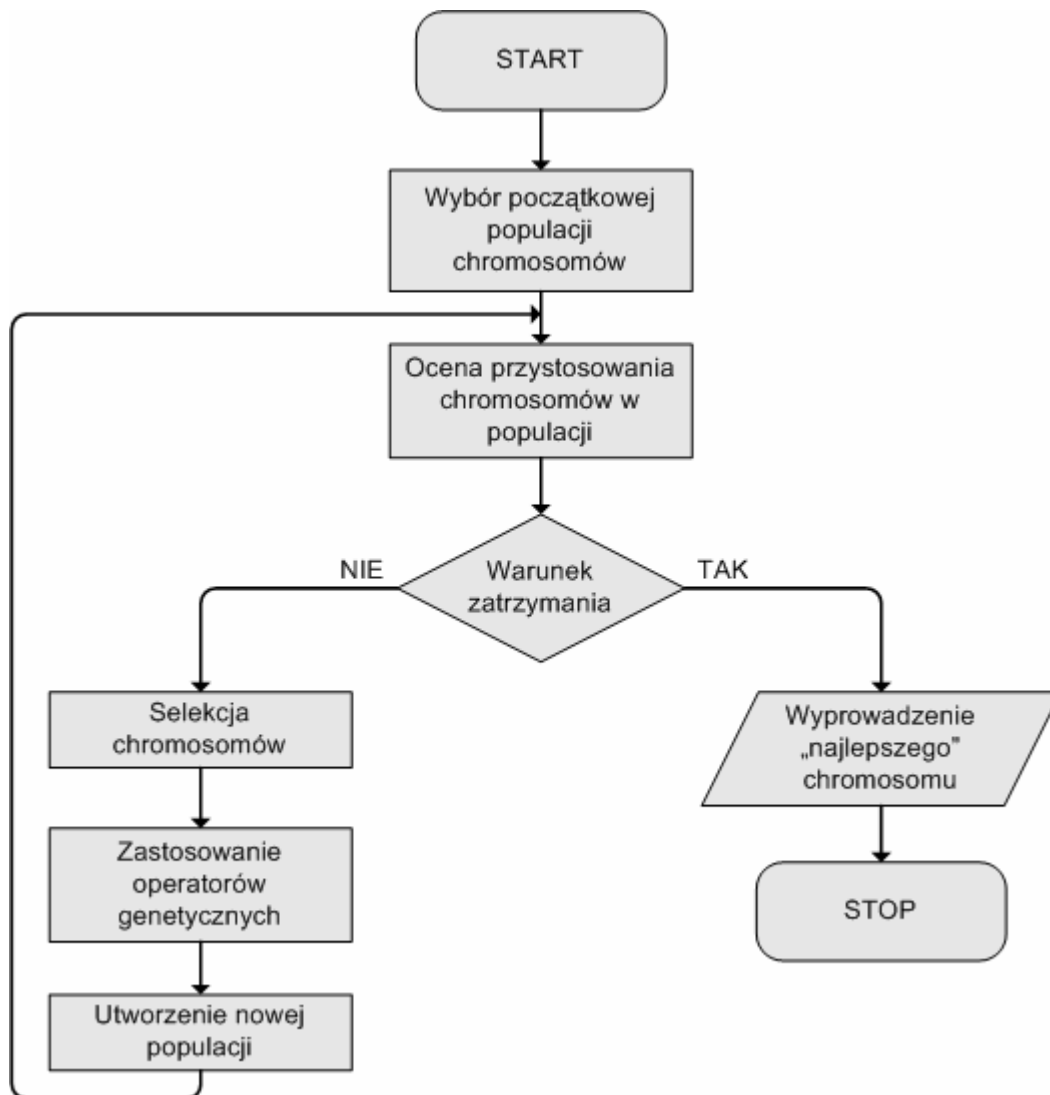 START
Wybór początkowej
populacji
chromosomów
Ocena przystosowania
chromosomów w
populacji
Warunek
zatrzymania
NIE
TAK
Selekcja
chromosomów
Zastosowanie
operatorów
genetycznych
Utworzenie nowej
populacji
Wyprowadzenie
„najlepszego”
chromosomu
STOP